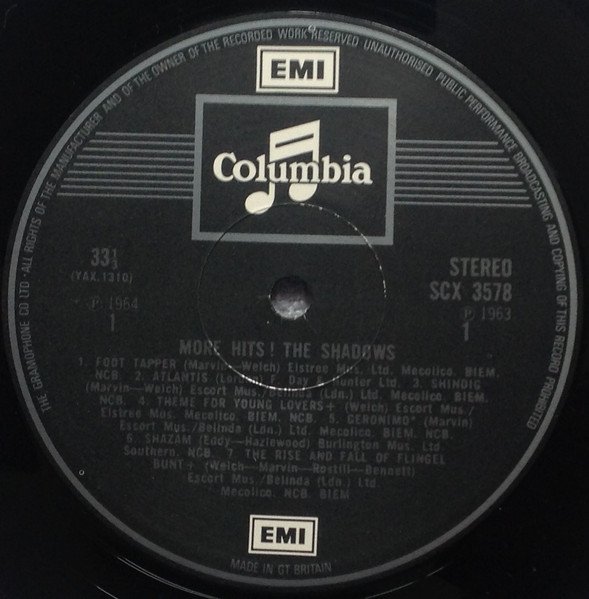 THE GRAMOPHONE CO LTD · ALL RIGHTS OF THE MANUFACTURER AND OF THE OWNER OF THE RECORDED WORK RESERVED UNAUTHORISED PUBLIC PERFORMANCE BROADCASTING AND COPYING OF THIS RECORD PROHIBITED
EMI
Columbia
33⅓
(YAX.1310)
STEREO
SCX 3578
* ℗ 1964
℗ 1963
1
1
MORE HITS! THE SHADOWS
1. FOOT TAPPER (Marvin—Welch) Elstree Mus. Ltd. Mecolico. BIEM.
NCB. 2. ATLANTIS Day Hunter Ltd. 3. SHINDIG
(Marvin—Welch) Escort Mus./Belinda (Ldn.) Ltd. Mecolico. BIEM.
NCB. 4. THEME FOR YOUNG LOVERS+ (Welch) Escort Mus./
Elstree Mus. Mecolico. BIEM. NCB. 5. GERONIMO* (Marvin)
Escort Mus./Belinda (Ldn.) Ltd. Mecolico. BIEM. NCB.
6. SHAZAM (Eddy—Hazlewood) Burlington Mus. Ltd.
Southern. NCB. 7. THE RISE AND FALL OF FLINGEL
BUNT+ (Welch—Marvin—Rostill—Bennett)
Escort Mus./Belinda (Ldn.) Ltd.
Mecolico. NCB. BIEM
EMI
MADE IN GT BRITAIN